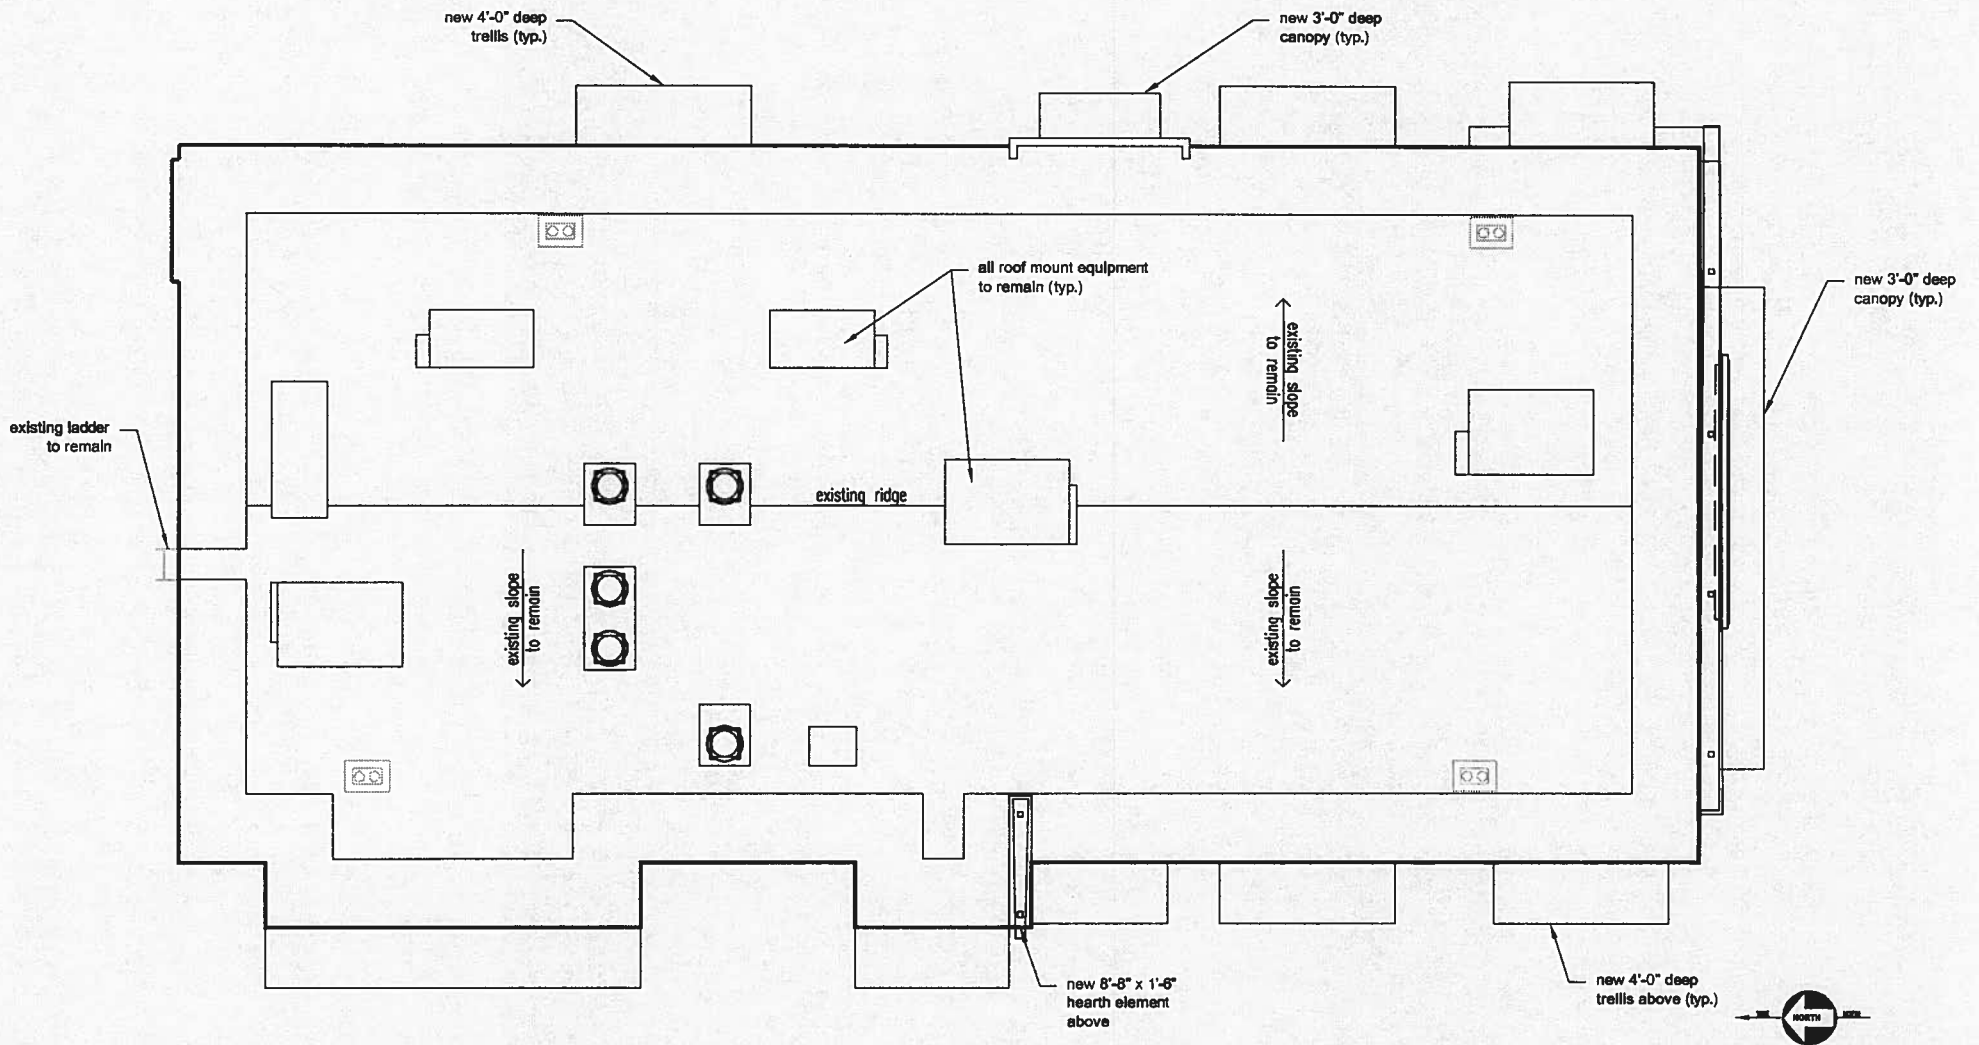 new 4'-0" deep
trellis (typ.)
new 3'-0" deep
canopy (typ.)
all roof mount equipment
to remain (typ.)
new 3'-0" deep
canopy (typ.)
existing slope
to remain
existing ladder
to remain
existing ridge
existing slope
to remain
existing slope
to remain
new 8'-8" x 1'-6"
hearth element
above
new 4'-0" deep
trellis above (typ.)
NORTH